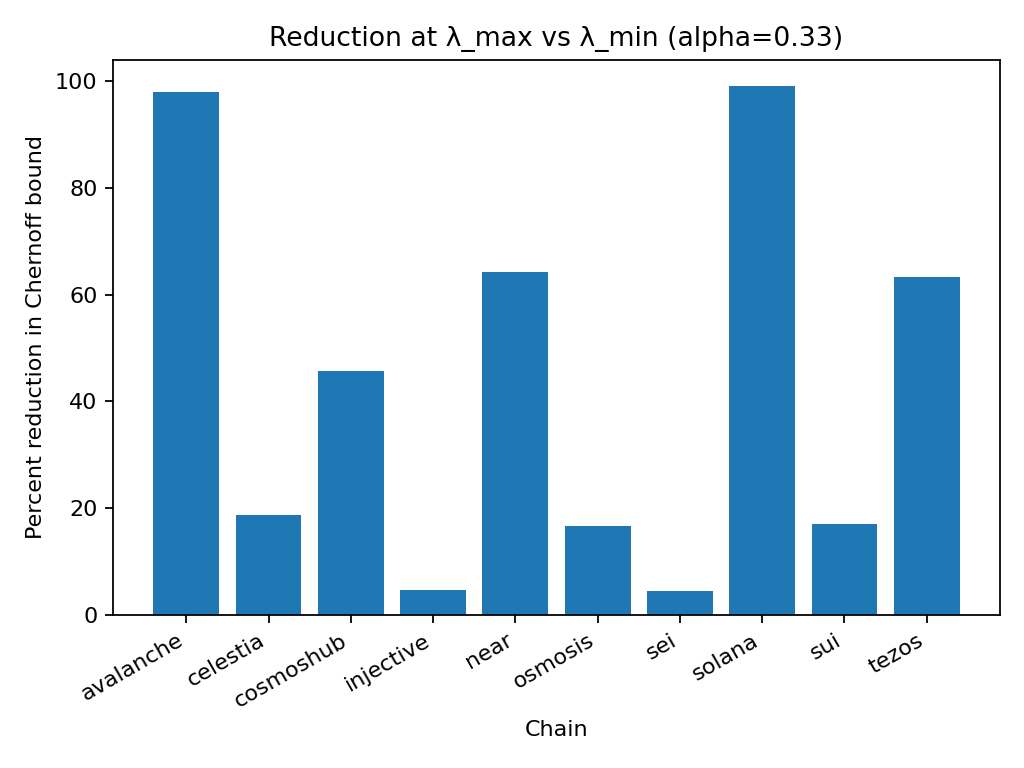 Reduction at λ_max vs λ_min (alpha=0.33)
Percent reduction in Chernoff bound
100
80
60
40
20
0
avalanche
celestia
cosmoshub
injective
near
osmosis
sei
solana
sui
tezos
Chain